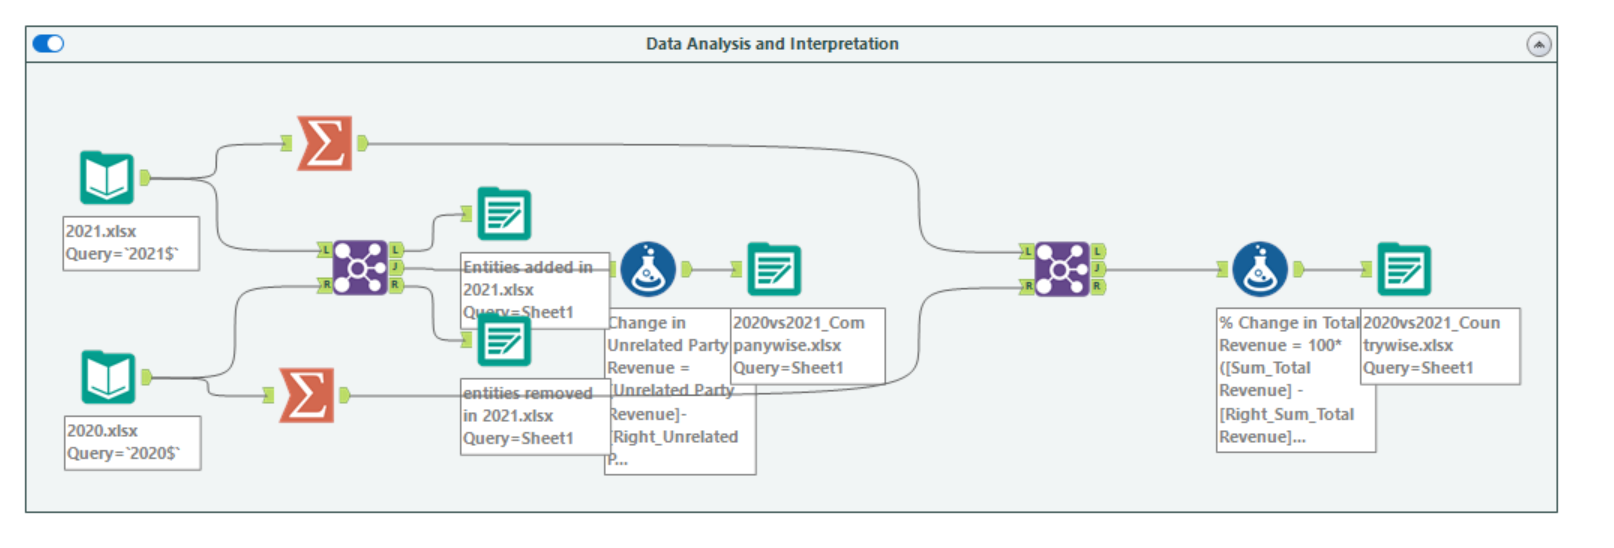 Data Analysis and Interpretation
2021.xlsx
Query=`2021$`
L
R
L
J
R
Entities added in
2021.xlsx
Query=Sheet1
Change in
Unrelated Party
Revenue =
[Unrelated Party
Revenue]-
[Right_Unrelated
P...
2020vs2021_Com
panywise.xlsx
Query=Sheet1
2020.xlsx
Query=`2020$`
entities removed
in 2021.xlsx
Query=Sheet1
L
R
L
J
R
% Change in Total
Revenue = 100*
([Sum_Total
Revenue] -
[Right_Sum_Total
Revenue]...
2020vs2021_Coun
trywise.xlsx
Query=Sheet1